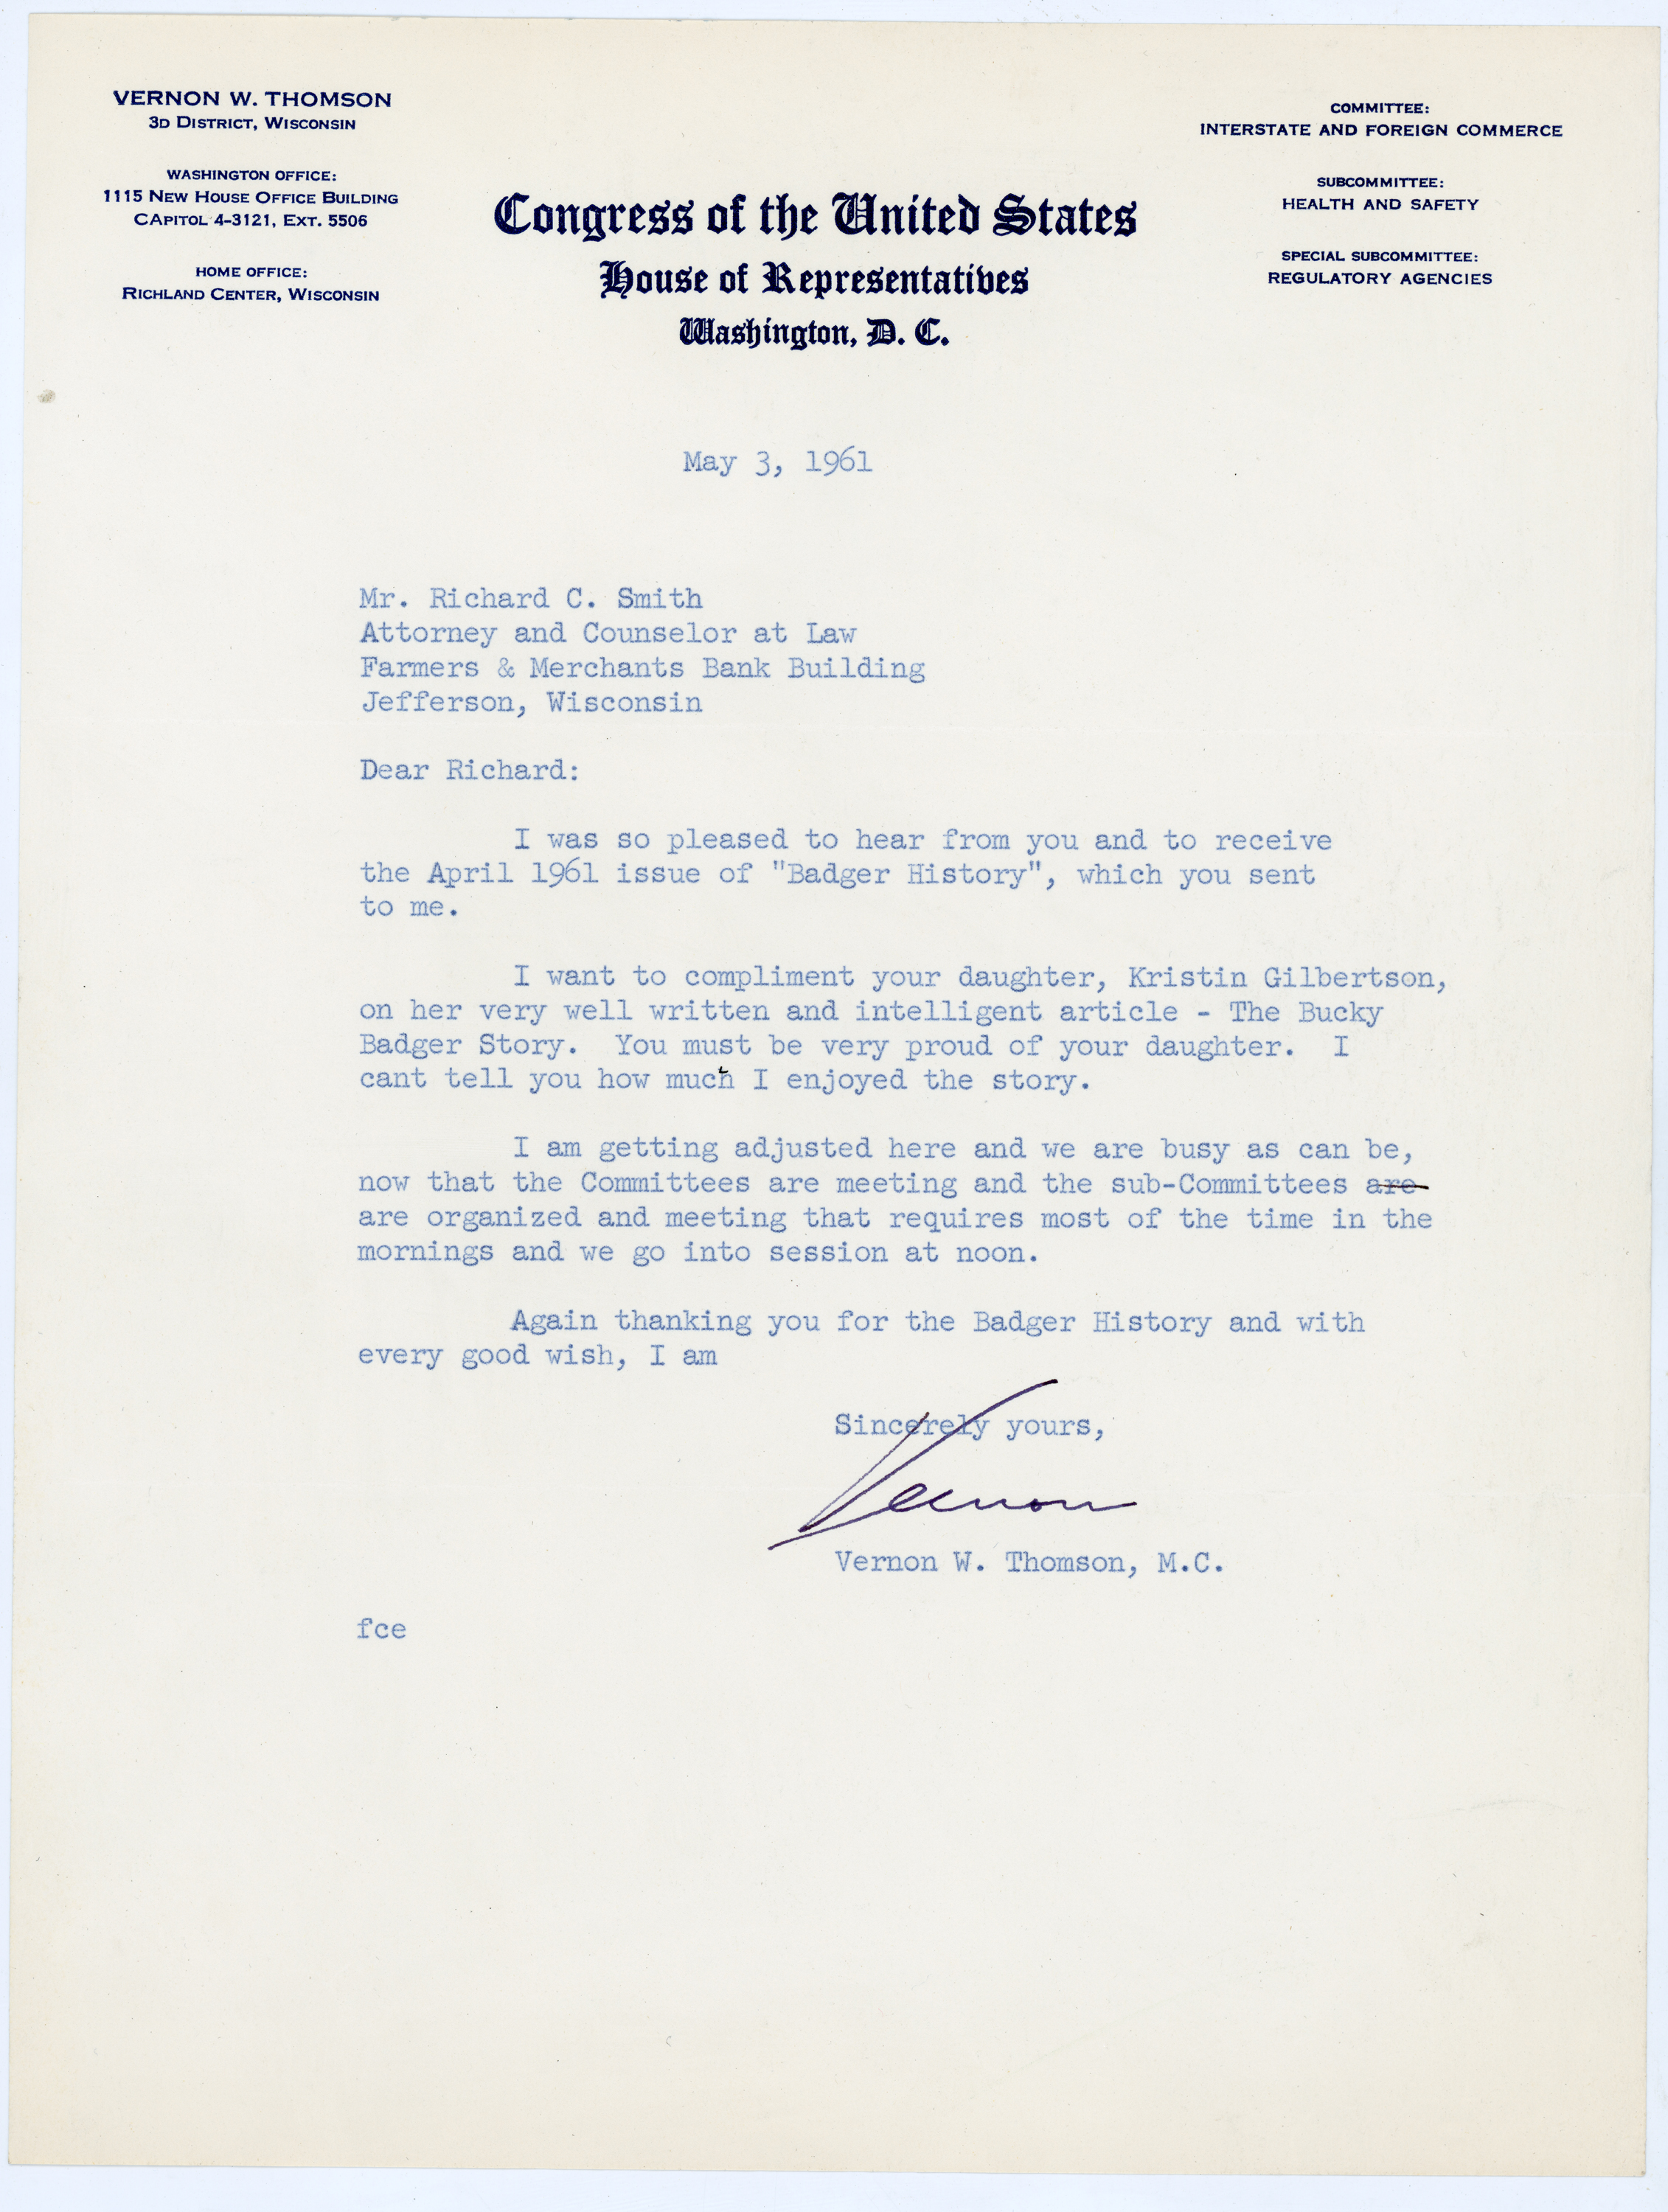 VERNON W. THOMSON
3D DISTRICT, WISCONSIN
WASHINGTON OFFICE:
1115 NEW HOUSE OFFICE BUILDING
CAPITOL 4-3121, EXT. 5506
HOME OFFICE:
RICHLAND CENTER, WISCONSIN
COMMITTEE:
INTERSTATE AND FOREIGN COMMERCE
SUBCOMMITTEE:
HEALTH AND SAFETY
SPECIAL SUBCOMMITTEE:
REGULATORY AGENCIES
Congress of the United States
House of Representatives
Washington, D. C.
May 3, 1961
Mr. Richard C. Smith
Attorney and Counselor at Law
Farmers & Merchants Bank Building
Jefferson, Wisconsin
Dear Richard:
I was so pleased to hear from you and to receive
the April 1961 issue of "Badger History", which you sent
to me.
I want to compliment your daughter, Kristin Gilbertson,
on her very well written and intelligent article - The Bucky
Badger Story. You must be very proud of your daughter. I
cant tell you how much I enjoyed the story.
I am getting adjusted here and we are busy as can be,
now that the Committees are meeting and the sub-Committees are
are organized and meeting that requires most of the time in the
mornings and we go into session at noon.
Again thanking you for the Badger History and with
every good wish, I am
Sincerely yours,
Vernon
Vernon W. Thomson, M.C.
fce